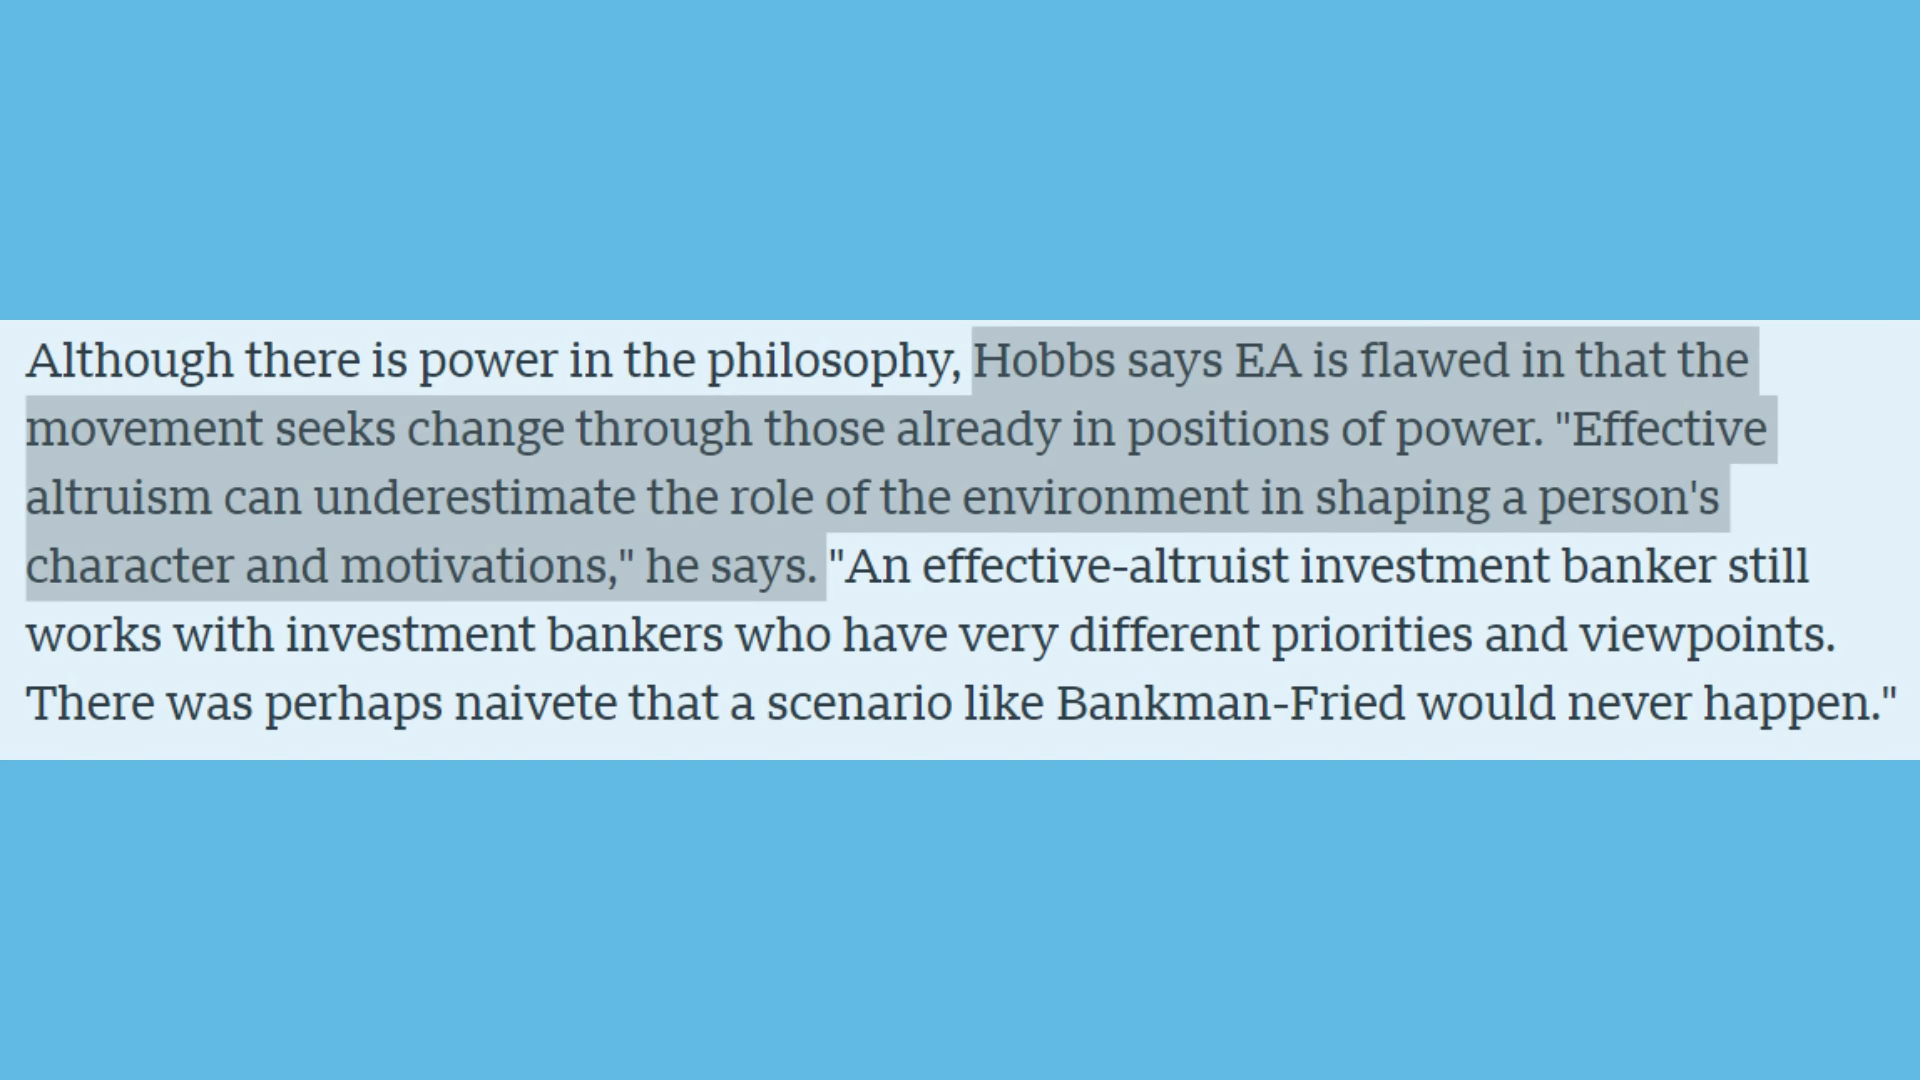 Although there is power in the philosophy, Hobbs says EA is flawed in that the
movement seeks change through those already in positions of power. "Effective
altruism can underestimate the role of the environment in shaping a person's
character and motivations," he says. "An effective-altruist investment banker still
works with investment bankers who have very different priorities and viewpoints.
There was perhaps naivete that a scenario like Bankman-Fried would never happen."